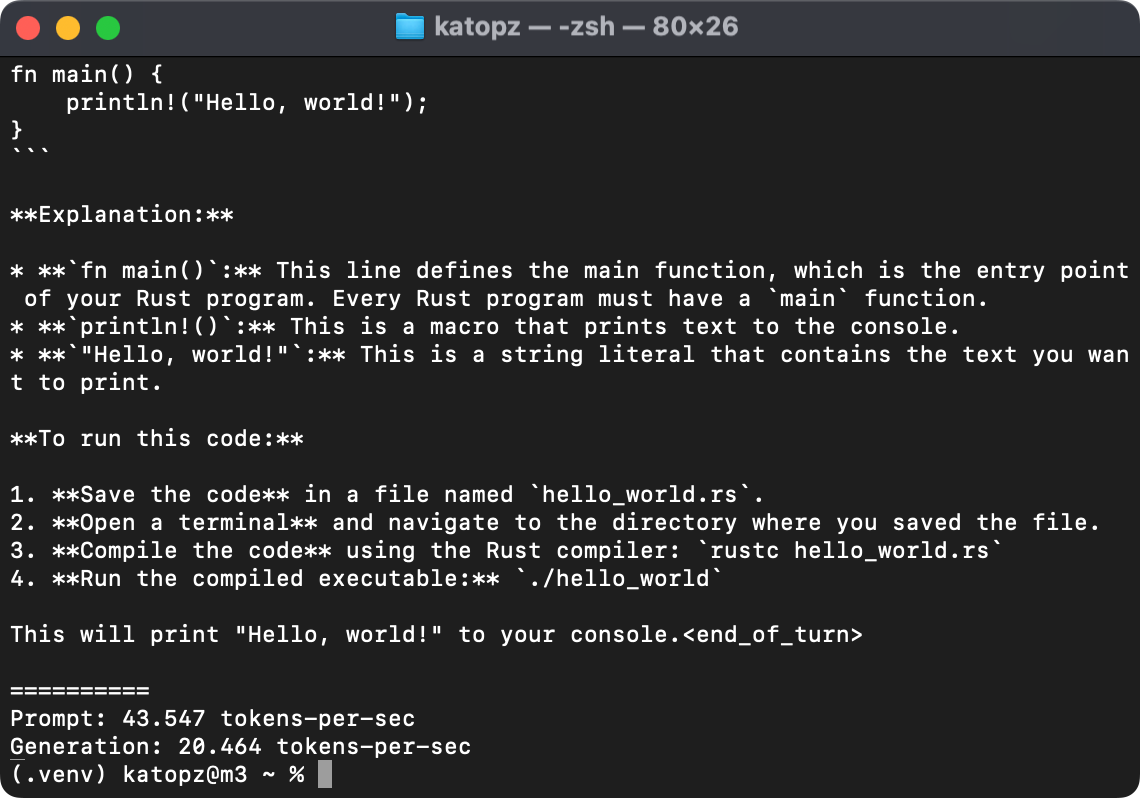 katopz — -zsh — 80×26
fn main() {
    println!("Hello, world!");
}
```

**Explanation:**

* **`fn main()`:** This line defines the main function, which is the entry point
 of your Rust program. Every Rust program must have a `main` function.
* **`println!()`:** This is a macro that prints text to the console.
* **`"Hello, world!"`:** This is a string literal that contains the text you wan
t to print.

**To run this code:**

1. **Save the code** in a file named `hello_world.rs`.
2. **Open a terminal** and navigate to the directory where you saved the file.
3. **Compile the code** using the Rust compiler: `rustc hello_world.rs`
4. **Run the compiled executable:** `./hello_world`

This will print "Hello, world!" to your console.<end_of_turn>

==========
Prompt: 43.547 tokens-per-sec
Generation: 20.464 tokens-per-sec
(.venv) katopz@m3 ~ %